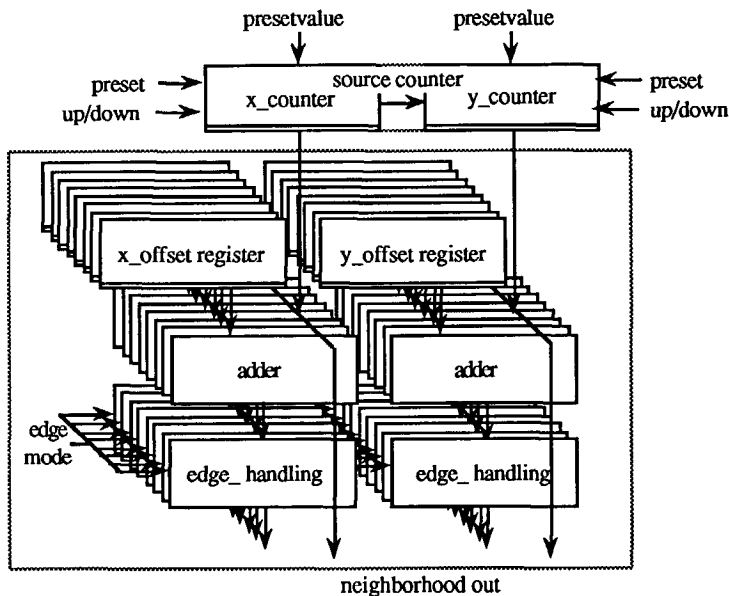 presetvalue presetvalue
preset source counter preset
up/down x_counter y_counter up/down
x_offset register y_offset register
adder adder
edge
mode
edge_ handling edge_ handling
neighborhood out